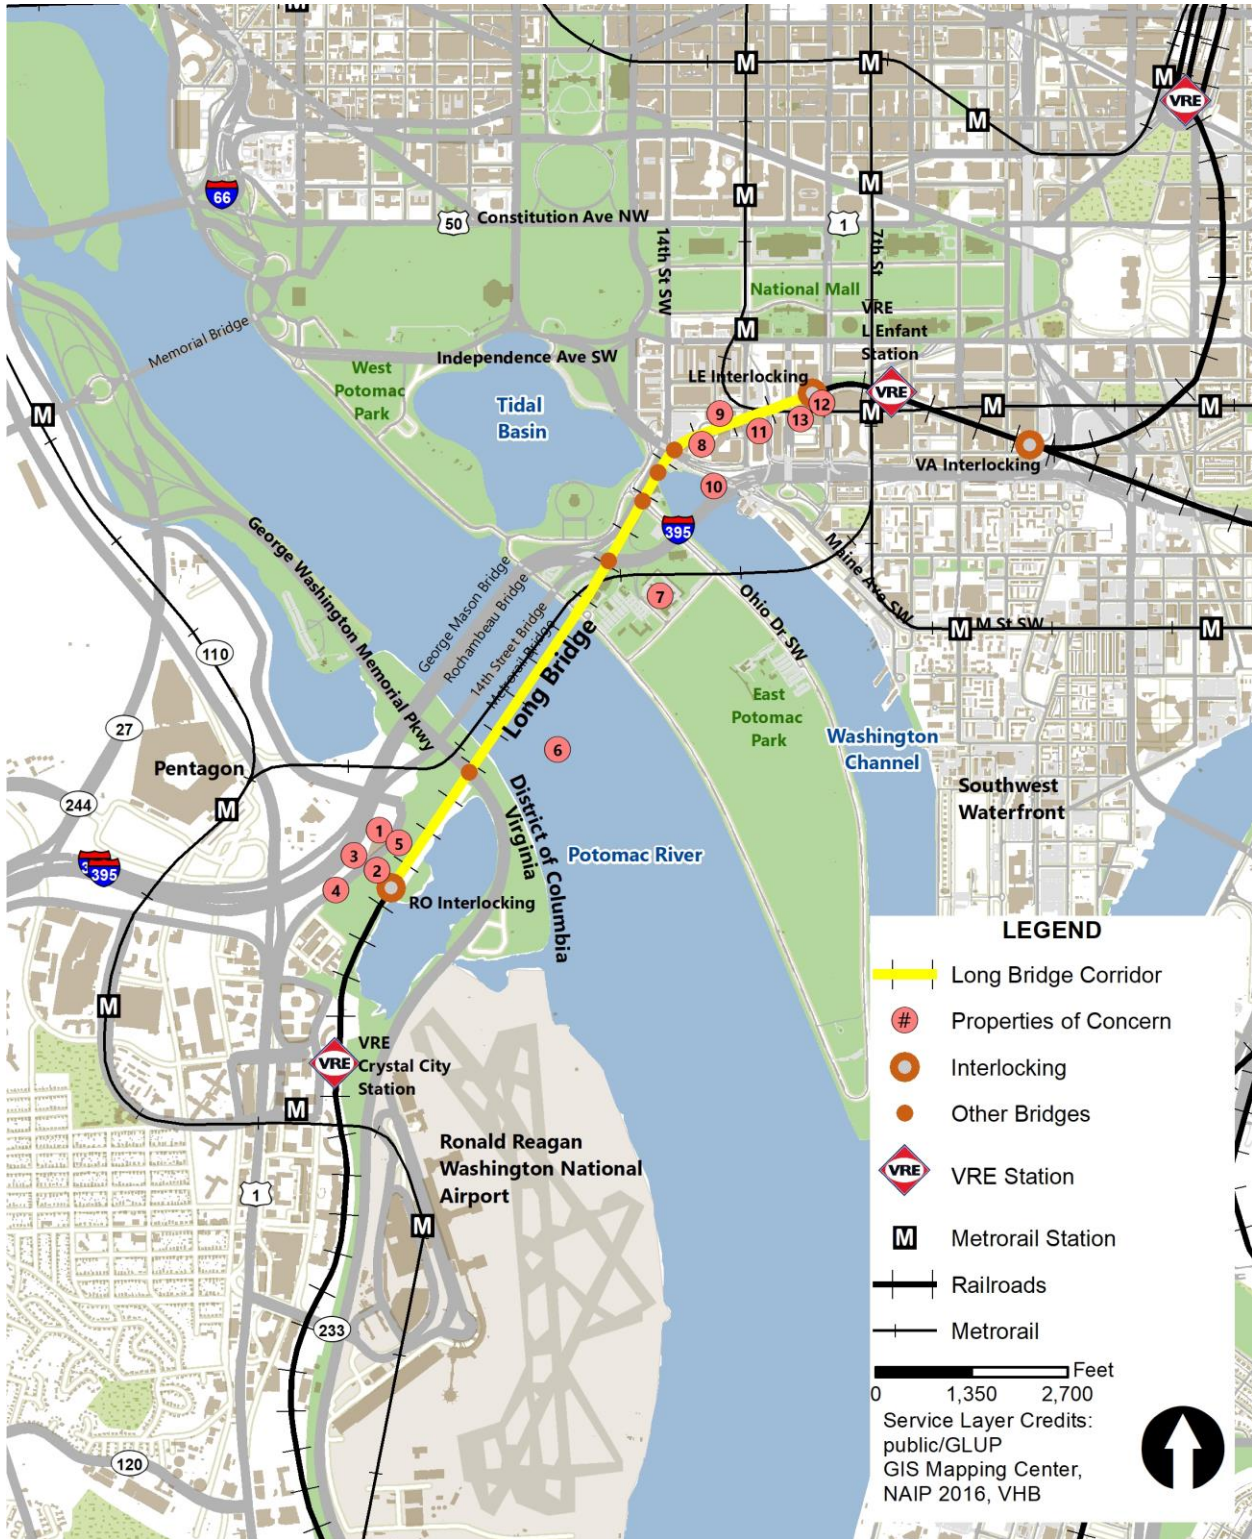 M
M
M
M
VRE
66
M
M
M
50
Constitution Ave NW
1
14th St SW
7th St
National Mall
Memorial Bridge
M
VRE
L Enfant
Station
West
Potomac
Park
Independence Ave SW
LE Interlocking
Tidal
Basin
M
9
12
VRE
M
M
M
13
11
8
VA Interlocking
10
395
George Washington Memorial Pkwy
George Mason Bridge
Rochambeau Bridge
14th Street Bridge
Metrorail Bridge
Long Bridge
Maine Ave SW
7
Ohio Dr SW
M
M St SW
M
110
27
East
Potomac
Park
6
Washington
Channel
Pentagon
District of Columbia
Virginia
Southwest
Waterfront
244
M
1
5
3
2
4
Potomac River
3
395
RO Interlocking
M
VRE
VRE
Crystal City
Station
M
Ronald Reagan
Washington National
Airport
1
M
233
120
LEGEND
Long Bridge Corridor
# Properties of Concern
Interlocking
Other Bridges
VRE VRE Station
M Metrorail Station
Railroads
Metrorail
Feet
0 1,350 2,700
Service Layer Credits:
public/GLUP
GIS Mapping Center,
NAIP 2016, VHB